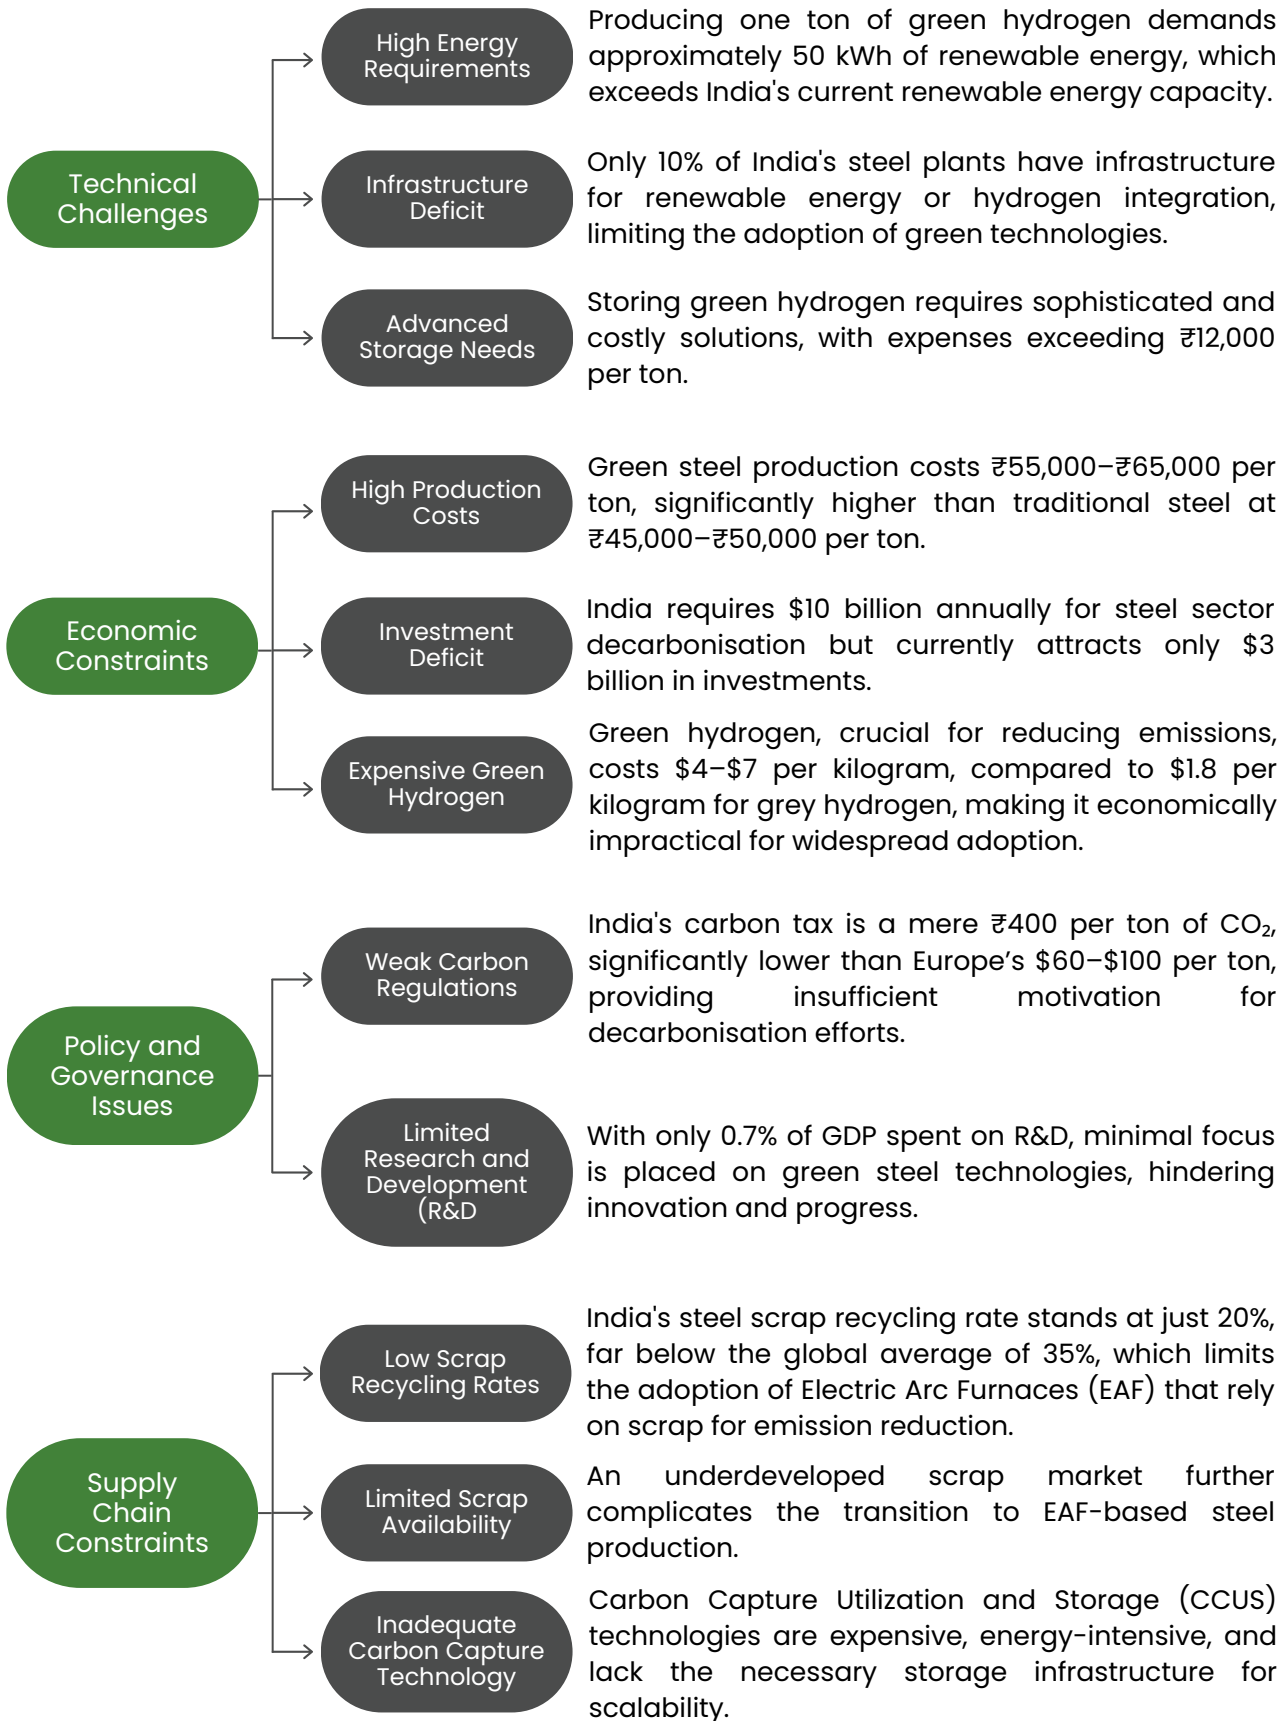 Technical
Challenges
High Energy
Requirements
Producing one ton of green hydrogen demands
approximately 50 kWh of renewable energy, which
exceeds India's current renewable energy capacity.
Infrastructure
Deficit
Only 10% of India's steel plants have infrastructure
for renewable energy or hydrogen integration,
limiting the adoption of green technologies.
Advanced
Storage Needs
Storing green hydrogen requires sophisticated and
costly solutions, with expenses exceeding ₹12,000
per ton.
Economic
Constraints
High Production
Costs
Green steel production costs ₹55,000–₹65,000 per
ton, significantly higher than traditional steel at
₹45,000–₹50,000 per ton.
Investment
Deficit
India requires $10 billion annually for steel sector
decarbonisation but currently attracts only $3
billion in investments.
Expensive Green
Hydrogen
Green hydrogen, crucial for reducing emissions,
costs $4–$7 per kilogram, compared to $1.8 per
kilogram for grey hydrogen, making it economically
impractical for widespread adoption.
Policy and
Governance
Issues
Weak Carbon
Regulations
India's carbon tax is a mere ₹400 per ton of CO₂,
significantly lower than Europe’s $60–$100 per ton,
providing insufficient motivation for
decarbonisation efforts.
Limited
Research and
Development
(R&D
With only 0.7% of GDP spent on R&D, minimal focus
is placed on green steel technologies, hindering
innovation and progress.
Supply
Chain
Constraints
Low Scrap
Recycling Rates
India's steel scrap recycling rate stands at just 20%,
far below the global average of 35%, which limits
the adoption of Electric Arc Furnaces (EAF) that rely
on scrap for emission reduction.
Limited Scrap
Availability
An underdeveloped scrap market further
complicates the transition to EAF-based steel
production.
Inadequate
Carbon Capture
Technology
Carbon Capture Utilization and Storage (CCUS)
technologies are expensive, energy-intensive, and
lack the necessary storage infrastructure for
scalability.